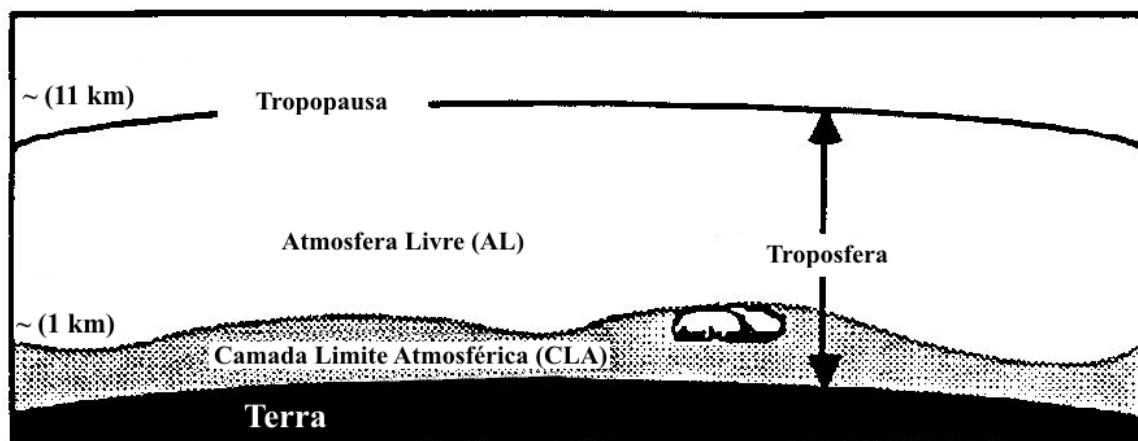 ~ (11 km)
Tropopausa
Atmosfera Livre (AL)
Troposfera
~ (1 km)
Camada Limite Atmosférica (CLA)
Terra